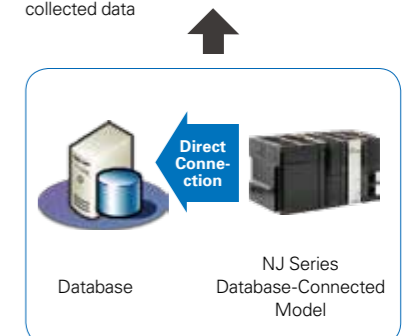 collected data
Direct
Conne-
ction
Database
NJ Series
Database-Connected
Model